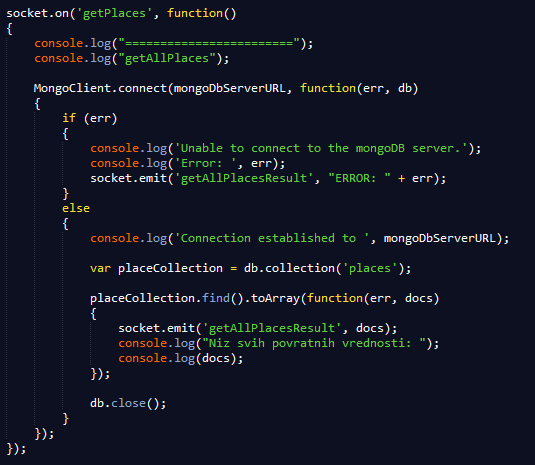 socket.on('getPlaces', function()
{
    console.log("========================");
    console.log("getAllPlaces");
    MongoClient.connect(mongoDbServerURL, function(err, db)
    {
        if (err)
        {
            console.log('Unable to connect to the mongoDB server.');
            console.log('Error: ', err);
            socket.emit('getAllPlacesResult', "ERROR: " + err);
        }
        else
        {
            console.log('Connection established to ', mongoDbServerURL);
            var placeCollection = db.collection('places');
            placeCollection.find().toArray(function(err, docs)
            {
                socket.emit('getAllPlacesResult', docs);
                console.log("Niz svih povratnih vrednosti: ");
                console.log(docs);
            });
            db.close();
        }
    });
});